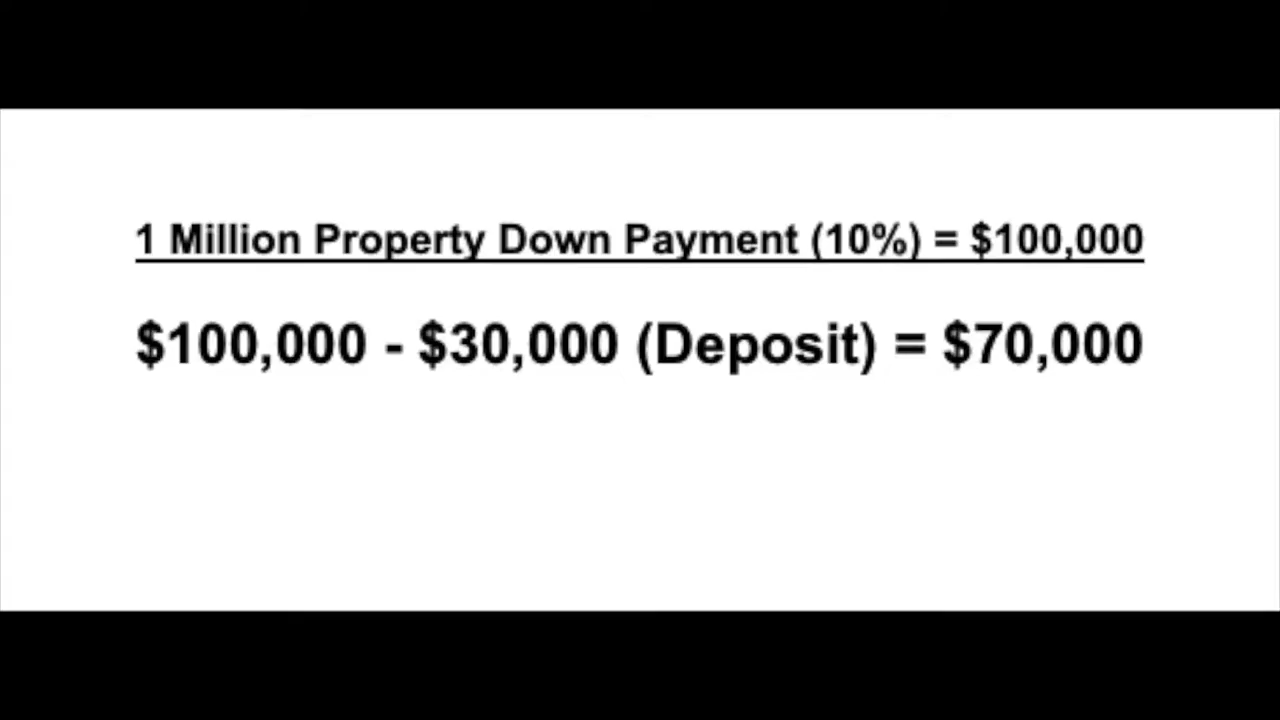 1 Million Property Down Payment (10%) = $100,000
$100,000 - $30,000 (Deposit) = $70,000